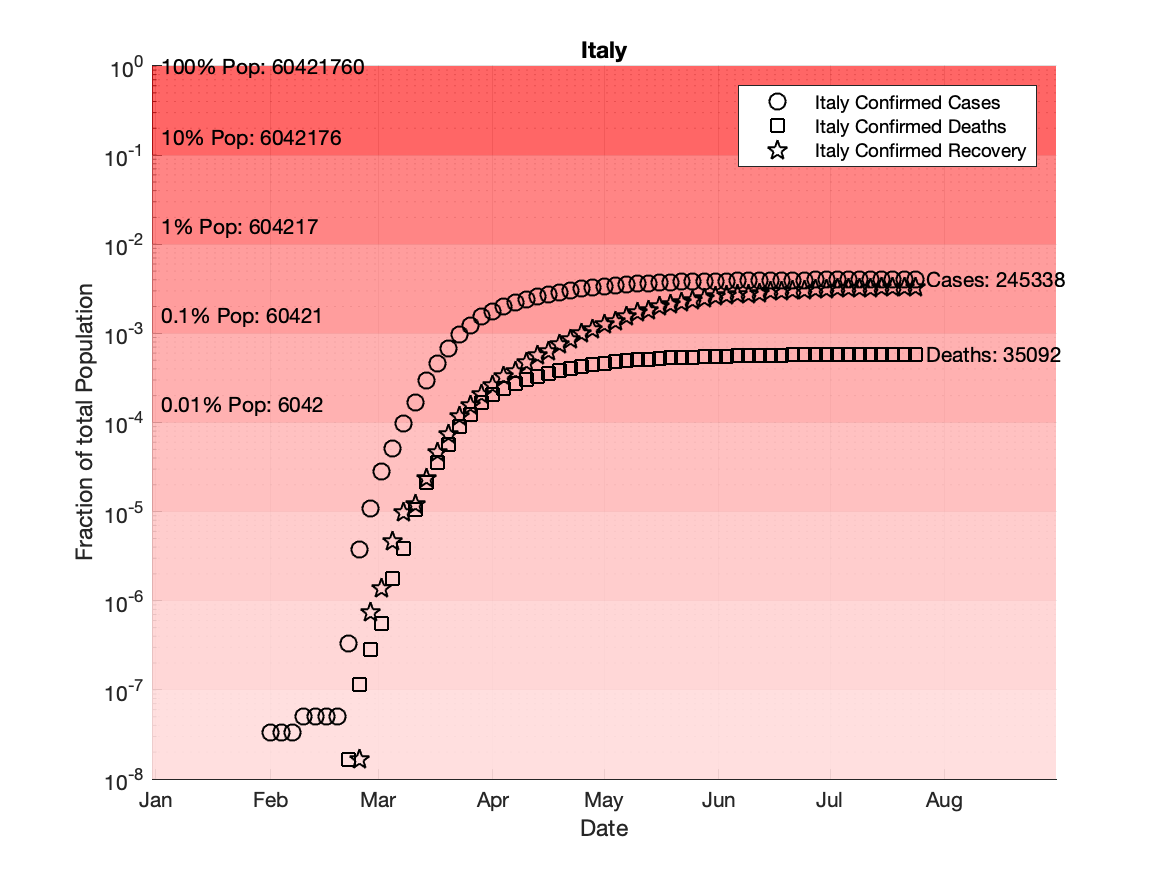 Italy
10^0
100% Pop: 60421760
Italy Confirmed Cases
Italy Confirmed Deaths
Italy Confirmed Recovery
10% Pop: 6042176
10^-1
1% Pop: 604217
10^-2
Cases: 245338
0.1% Pop: 60421
10^-3
Deaths: 35092
0.01% Pop: 6042
10^-4
10^-5
10^-6
10^-7
10^-8
Fraction of total Population
Jan Feb Mar Apr May Jun Jul Aug
Date